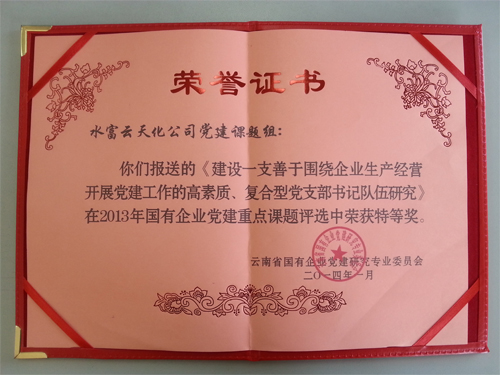 荣誉证书
水富云天化公司党建课题组：
你们报送的《建设一支善于围绕企业生产经营
开展党建工作的高素质、复合型党支部书记队伍研究》
在2013年国有企业党建重点课题评选中荣获特等奖。
云南省国有企业党建研究专业委员会
二〇一四年一月